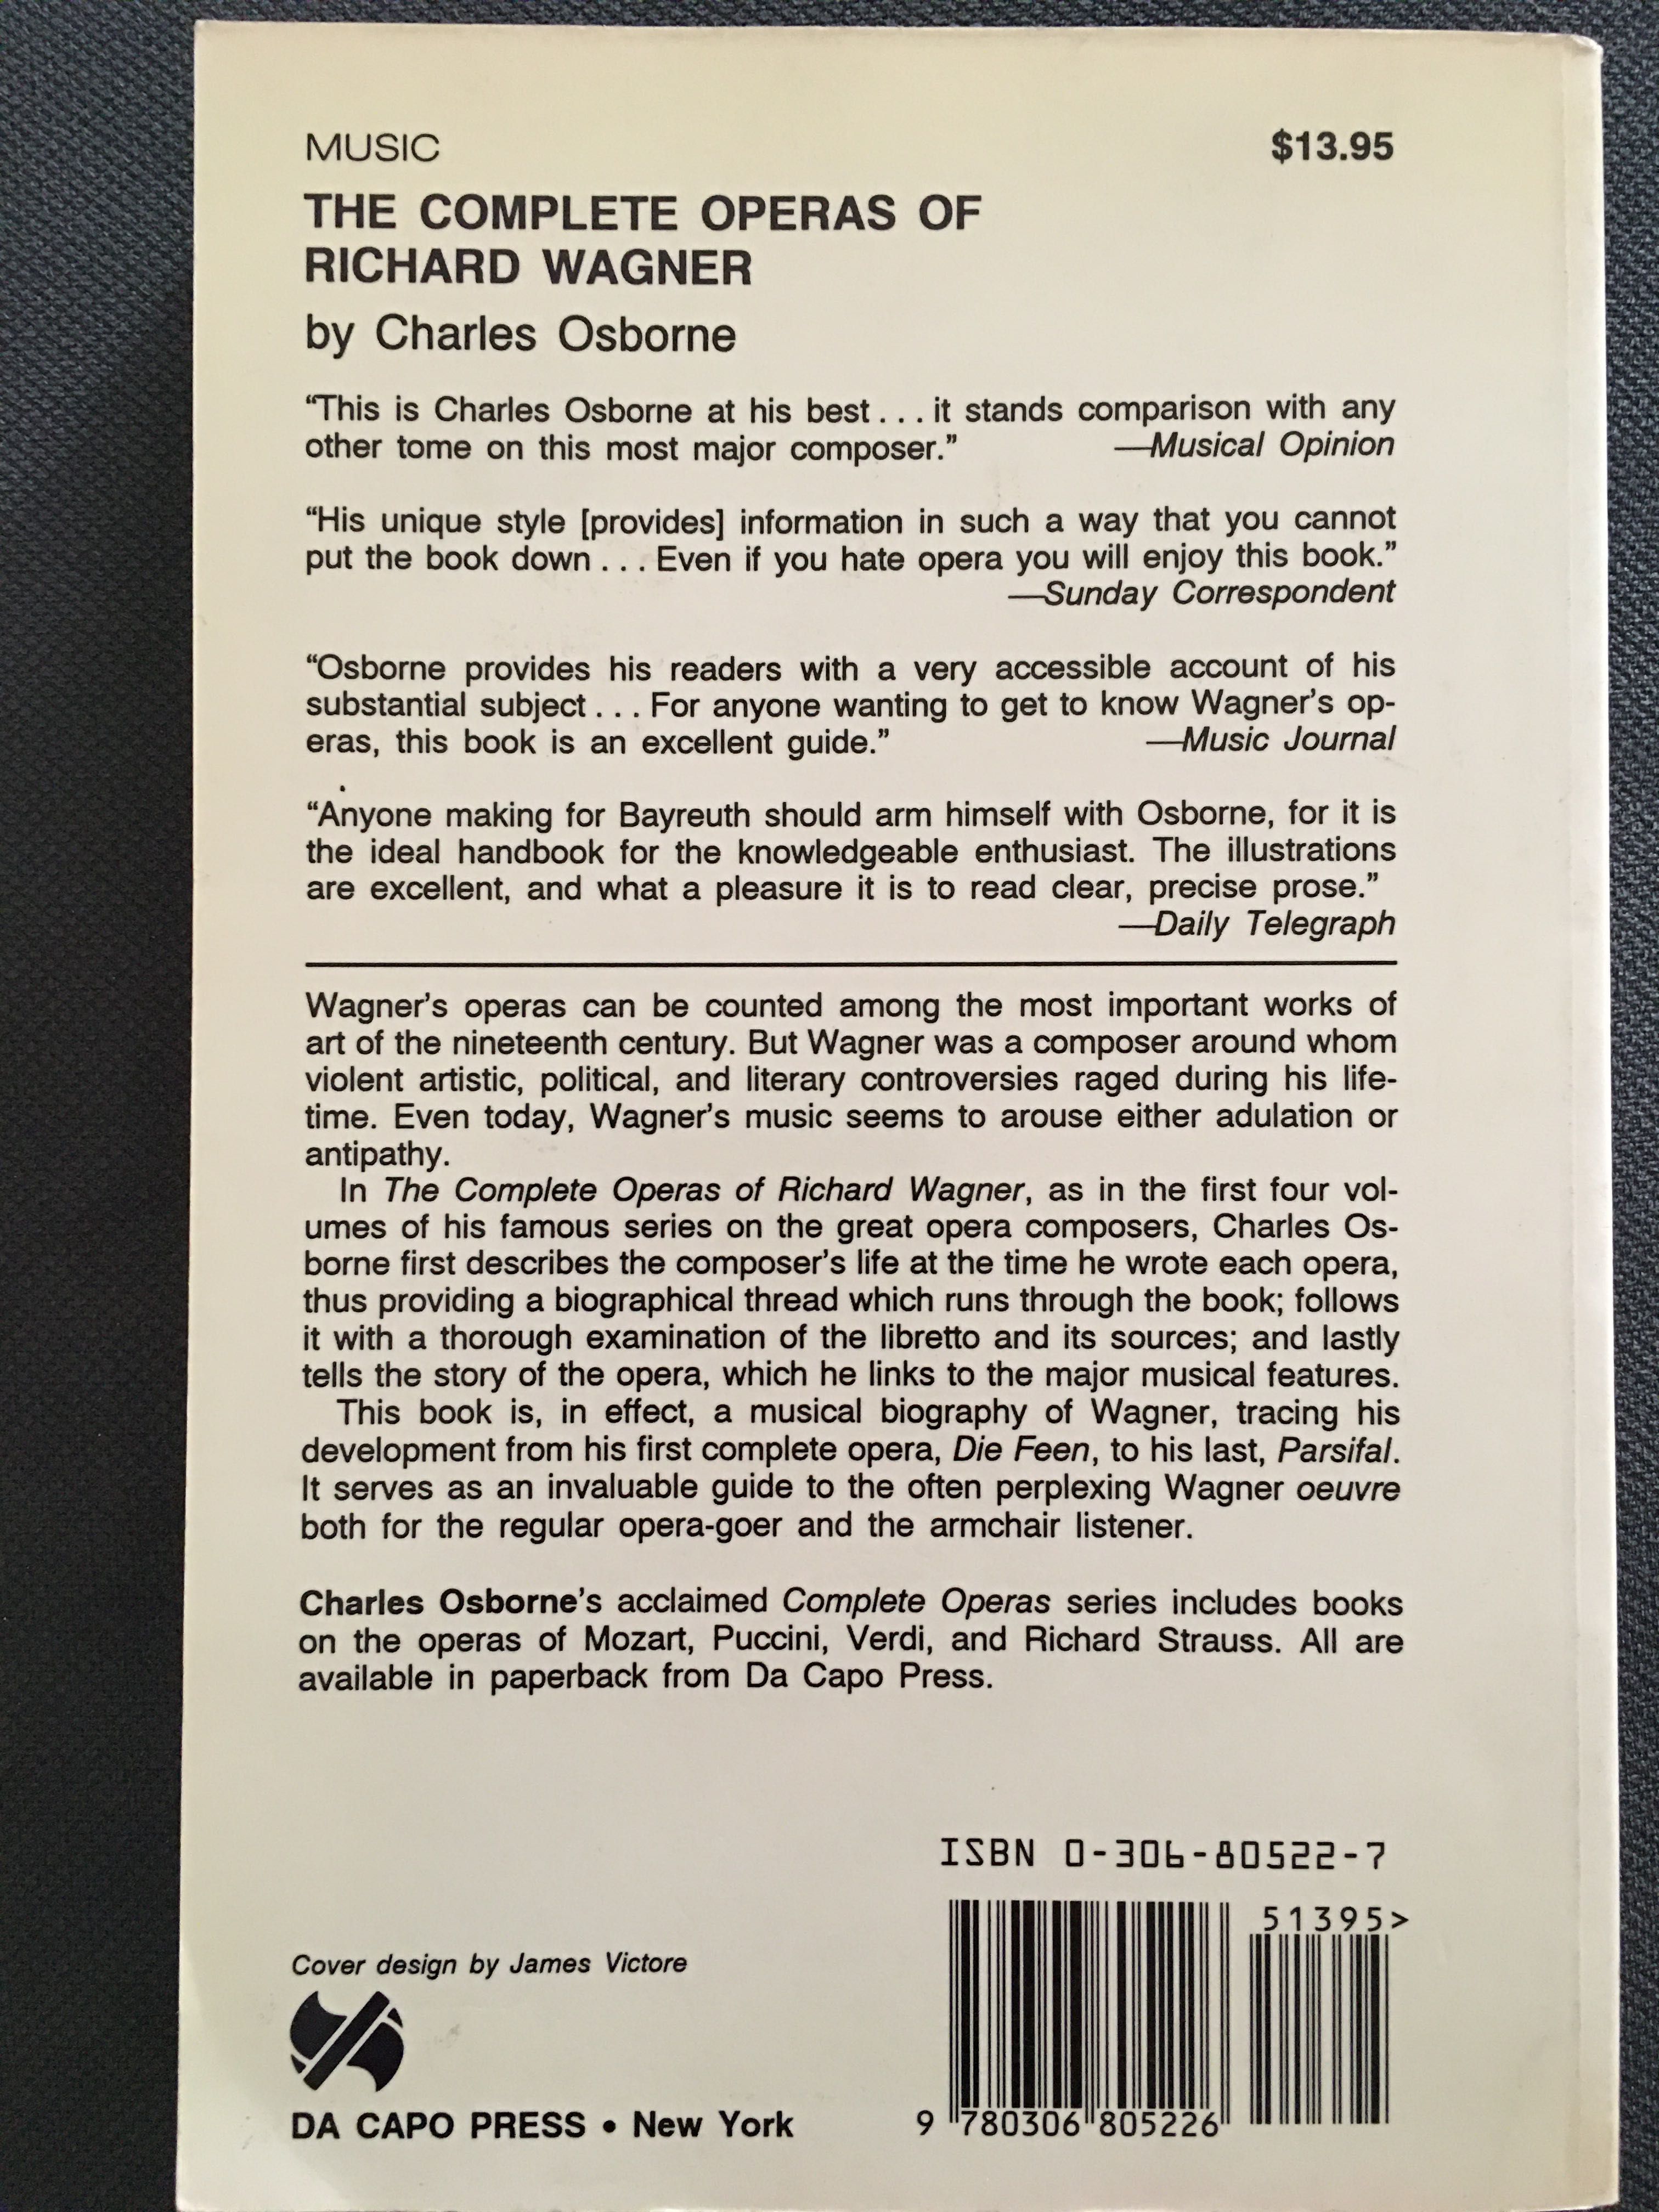 MUSIC $13.95
THE COMPLETE OPERAS OF
RICHARD WAGNER
by Charles Osborne
“This is Charles Osborne at his best . . . it stands comparison with any
other tome on this most major composer.” —Musical Opinion
“His unique style [provides] information in such a way that you cannot
put the book down . . . Even if you hate opera you will enjoy this book.”
—Sunday Correspondent
“Osborne provides his readers with a very accessible account of his
substantial subject . . . For anyone wanting to get to know Wagner’s op-
eras, this book is an excellent guide.” —Music Journal
“Anyone making for Bayreuth should arm himself with Osborne, for it is
the ideal handbook for the knowledgeable enthusiast. The illustrations
are excellent, and what a pleasure it is to read clear, precise prose.”
—Daily Telegraph
Wagner’s operas can be counted among the most important works of
art of the nineteenth century. But Wagner was a composer around whom
violent artistic, political, and literary controversies raged during his life-
time. Even today, Wagner’s music seems to arouse either adulation or
antipathy.
In The Complete Operas of Richard Wagner, as in the first four vol-
umes of his famous series on the great opera composers, Charles Os-
borne first describes the composer’s life at the time he wrote each opera,
thus providing a biographical thread which runs through the book; follows
it with a thorough examination of the libretto and its sources; and lastly
tells the story of the opera, which he links to the major musical features.
This book is, in effect, a musical biography of Wagner, tracing his
development from his first complete opera, Die Feen, to his last, Parsifal.
It serves as an invaluable guide to the often perplexing Wagner oeuvre
both for the regular opera-goer and the armchair listener.
Charles Osborne’s acclaimed Complete Operas series includes books
on the operas of Mozart, Puccini, Verdi, and Richard Strauss. All are
available in paperback from Da Capo Press.
ISBN 0-306-80522-7
51395>
Cover design by James Victore
DA CAPO PRESS • New York
9 780306 805226